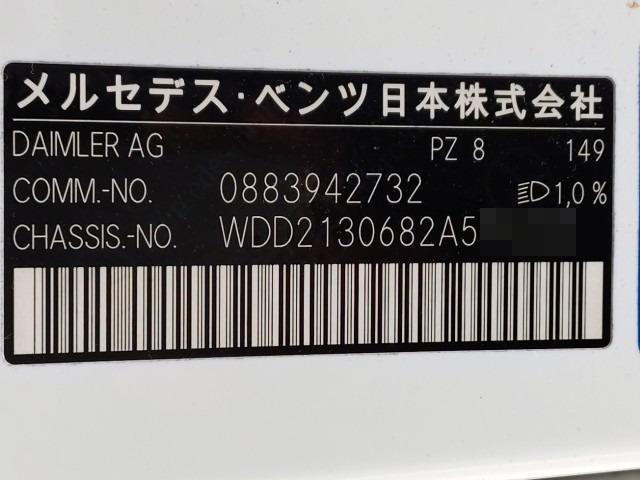 メルセデス・ベンツ日本株式会社
DAIMLER AG PZ 8 149
COMM.-NO. 0883942732 1,0 %
CHASSIS.-NO. WDD2130682A5